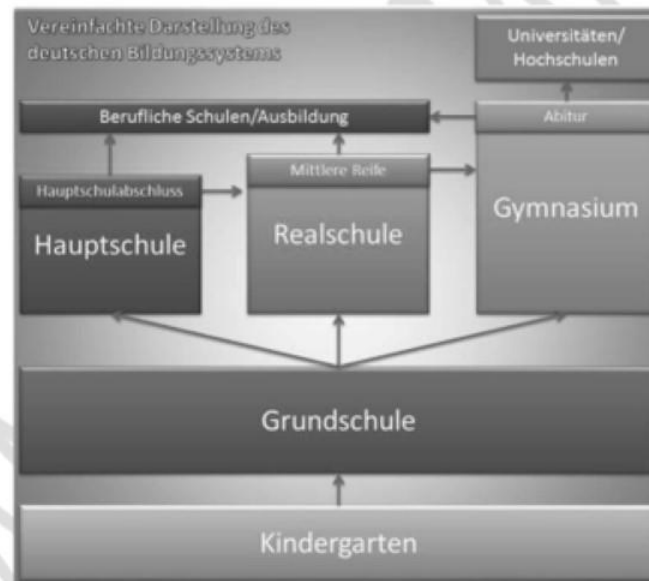 Vereinfachte Darstellung des
deutschen Bildungssystems
Universitäten/
Hochschulen
Berufliche Schulen/Ausbildung
Abitur
Hauptschulabschluss
Mittlere Reife
Gymnasium
Hauptschule
Realschule
Grundschule
Kindergarten